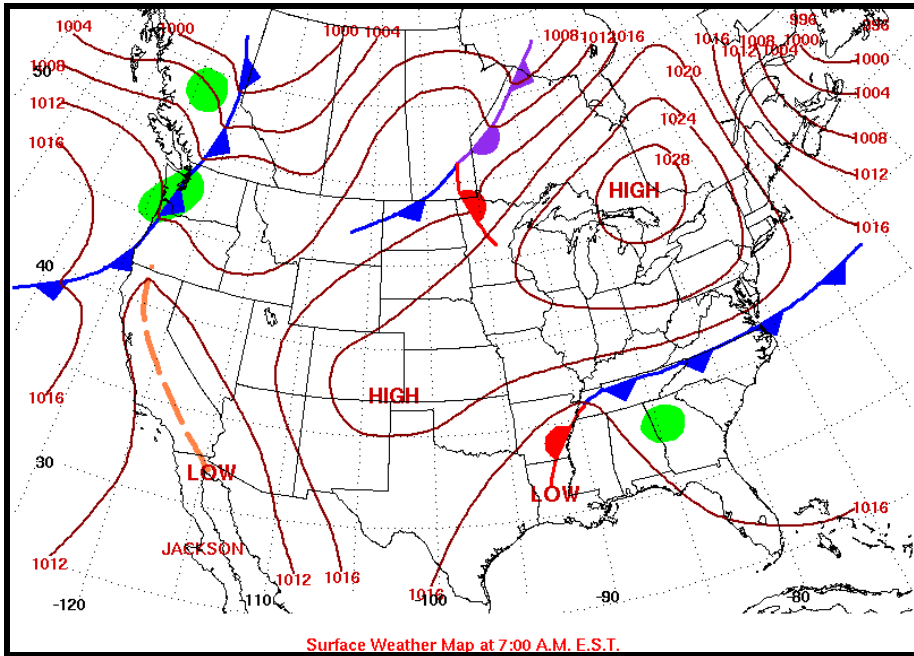 1004 1000 1000 1004 1008 1012 1016 1016 1008 996 996
1012 1004 1000
50 1008 1020 1000
1012 1004
1016 1024 1008
1028 1012
HIGH
1016
40
1016 HIGH
30 LOW LOW
1016
JACKSON
1012 1012 1016 1016
-120 -110 -100 -90 -80
Surface Weather Map at 7:00 A.M. E.S.T.